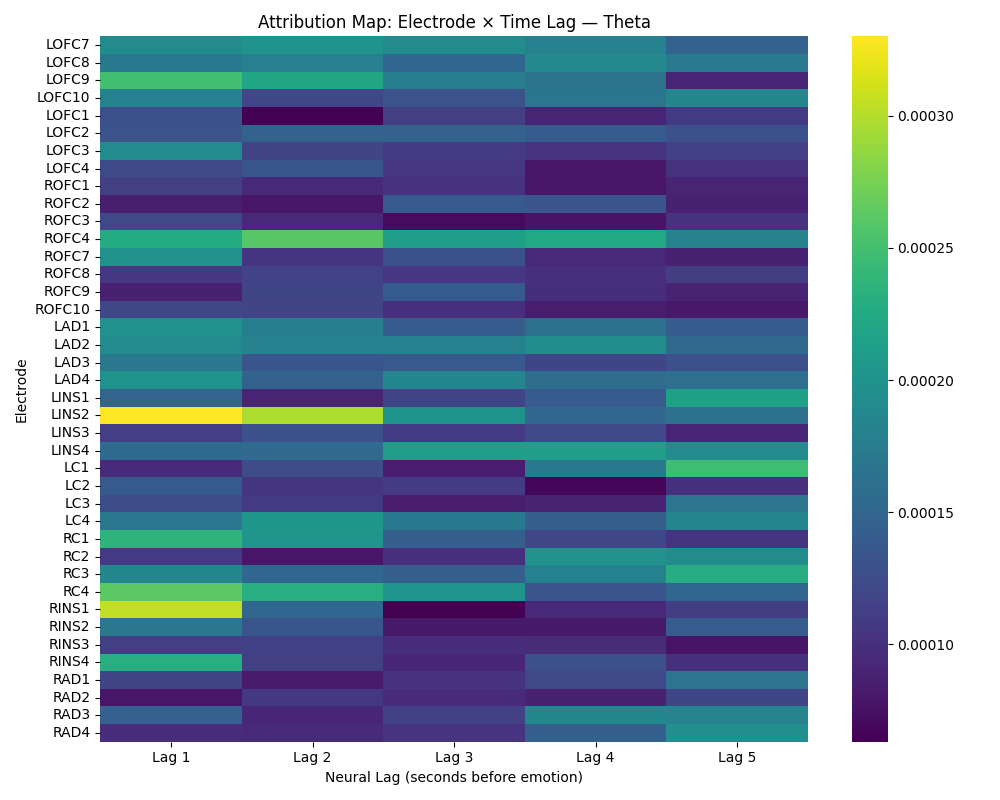 Attribution Map: Electrode × Time Lag — Theta
LOFC7
LOFC8
LOFC9
LOFC10
LOFC1
LOFC2
LOFC3
LOFC4
ROFC1
ROFC2
ROFC3
ROFC4
ROFC7
ROFC8
ROFC9
ROFC10
LAD1
LAD2
LAD3
LAD4
LINS1
LINS2
LINS3
LINS4
LC1
LC2
LC3
LC4
RC1
RC2
RC3
RC4
RINS1
RINS2
RINS3
RINS4
RAD1
RAD2
RAD3
RAD4
Electrode
Lag 1 Lag 2 Lag 3 Lag 4 Lag 5
Neural Lag (seconds before emotion)
0.00030
0.00025
0.00020
0.00015
0.00010